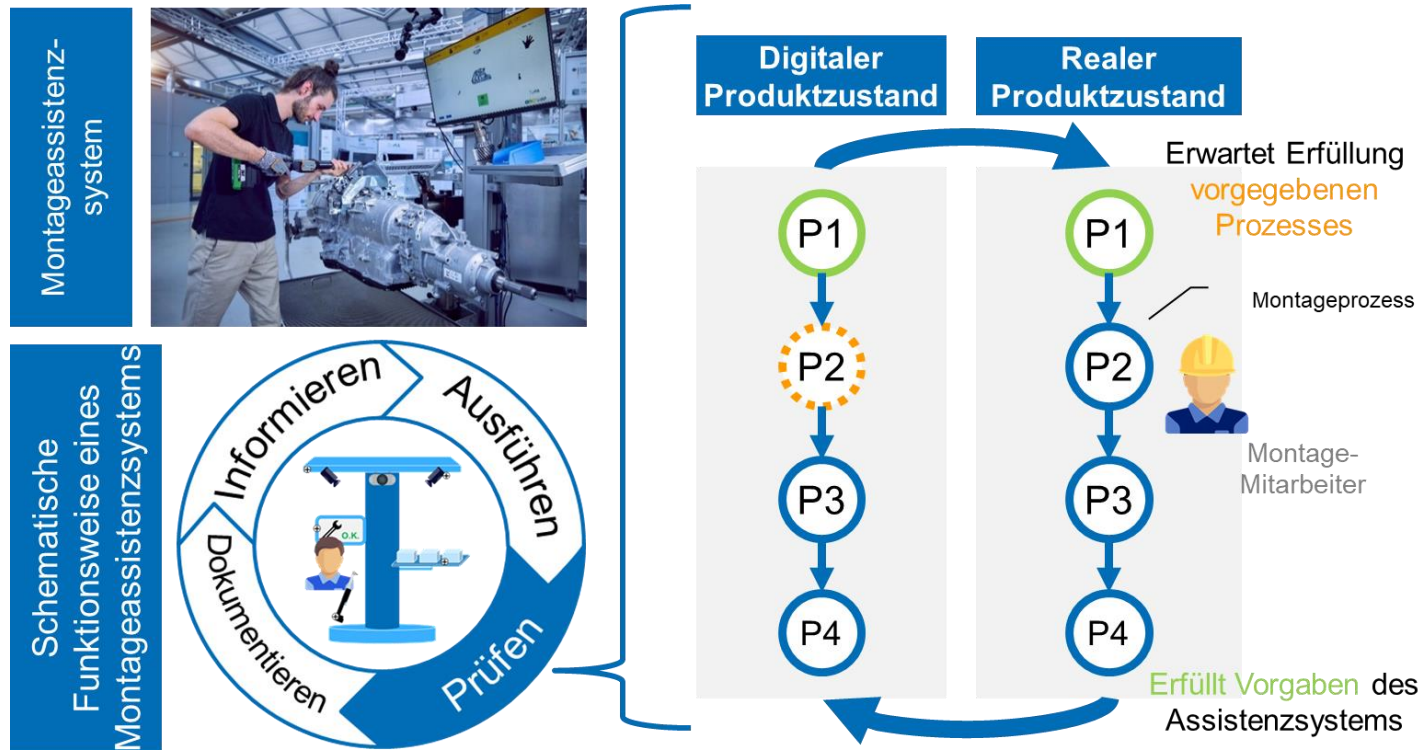 Montageassistenz-
system
Schematische
Funktionsweise eines
Montageassistenzsystems
Informieren
Ausführen
Prüfen
Dokumentieren
O.K.
Digitaler
Produktzustand
Realer
Produktzustand
P1
P2
P3
P4
P1
P2
P3
P4
Erwartet Erfüllung
vorgegebenen
Prozesses
Montageprozess
Montage-
Mitarbeiter
Erfüllt Vorgaben des
Assistenzsystems